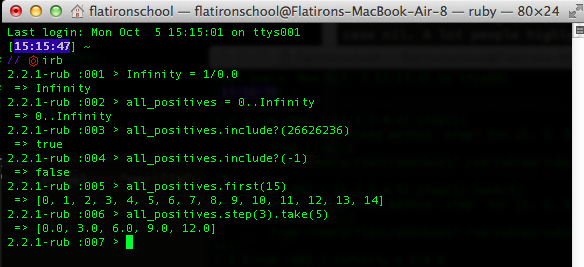 flatironschool — flatironschool@Flatirons-MacBook-Air-8 — ruby — 80×24
Last login: Mon Oct  5 15:15:01 on ttys001
[15:15:47] ~
// irb
2.2.1-rub :001 > Infinity = 1/0.0
 => Infinity
2.2.1-rub :002 > all_positives = 0..Infinity
 => 0..Infinity
2.2.1-rub :003 > all_positives.include?(26626236)
 => true
2.2.1-rub :004 > all_positives.include?(-1)
 => false
2.2.1-rub :005 > all_positives.first(15)
 => [0, 1, 2, 3, 4, 5, 6, 7, 8, 9, 10, 11, 12, 13, 14]
2.2.1-rub :006 > all_positives.step(3).take(5)
 => [0.0, 3.0, 6.0, 9.0, 12.0]
2.2.1-rub :007 >